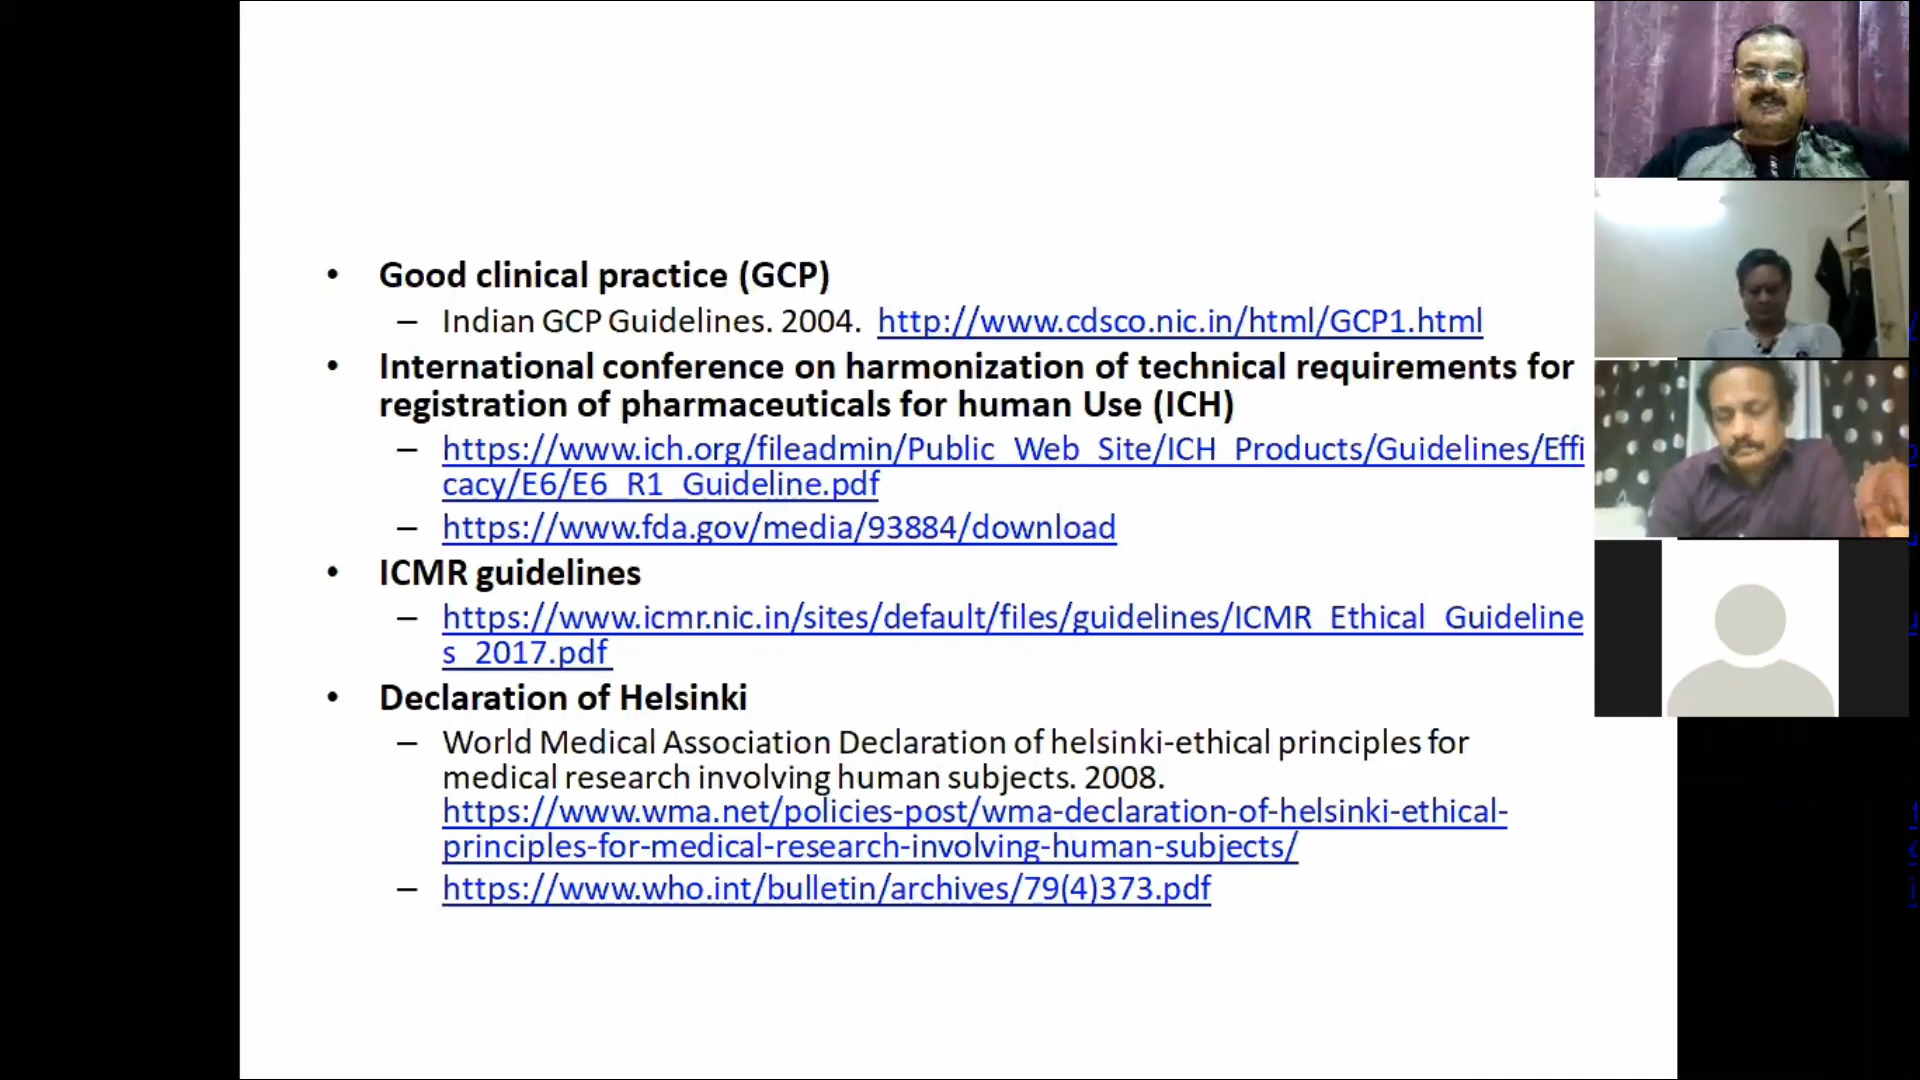 • Good clinical practice (GCP)
– Indian GCP Guidelines. 2004. http://www.cdsco.nic.in/html/GCP1.html
• International conference on harmonization of technical requirements for
registration of pharmaceuticals for human Use (ICH)
– https://www.ich.org/fileadmin/Public_Web_Site/ICH_Products/Guidelines/Effi
cacy/E6/E6_R1_Guideline.pdf
– https://www.fda.gov/media/93884/download
• ICMR guidelines
– https://www.icmr.nic.in/sites/default/files/guidelines/ICMR_Ethical_Guideline
s_2017.pdf
• Declaration of Helsinki
– World Medical Association Declaration of helsinki-ethical principles for
medical research involving human subjects. 2008.
https://www.wma.net/policies-post/wma-declaration-of-helsinki-ethical-
principles-for-medical-research-involving-human-subjects/
– https://www.who.int/bulletin/archives/79(4)373.pdf